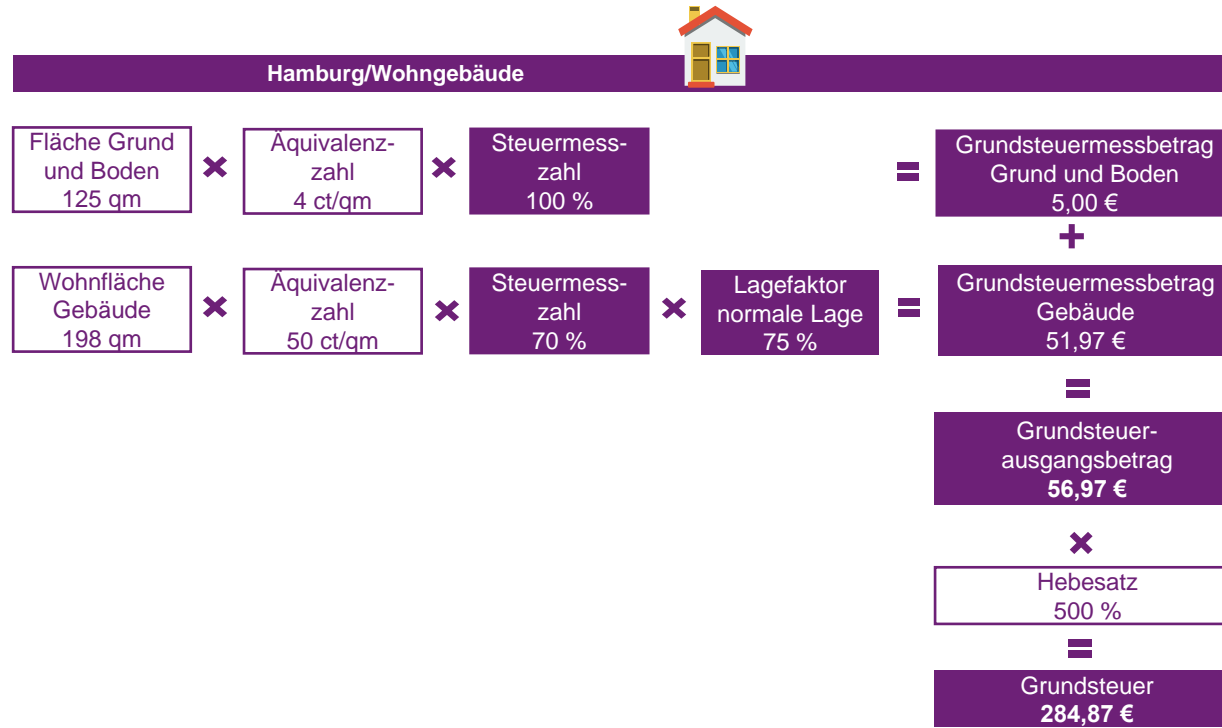 Hamburg/Wohngebäude
Fläche Grund
und Boden
125 qm
×
Äquivalenz-
zahl
4 ct/qm
×
Steuermess-
zahl
100 %
=
Grundsteuermessbetrag
Grund und Boden
5,00 €
+
Wohnfläche
Gebäude
198 qm
×
Äquivalenz-
zahl
50 ct/qm
×
Steuermess-
zahl
70 %
×
Lagefaktor
normale Lage
75 %
=
Grundsteuermessbetrag
Gebäude
51,97 €
=
Grundsteuer-
ausgangsbetrag
56,97 €
×
Hebesatz
500 %
=
Grundsteuer
284,87 €